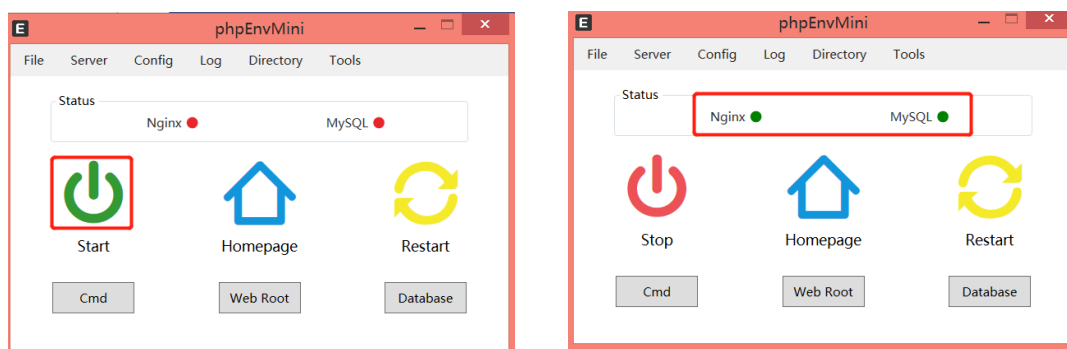 phpEnvMini
File Server Config Log Directory Tools
Status
Nginx MySQL
Start Homepage Restart
Cmd Web Root Database
phpEnvMini
File Server Config Log Directory Tools
Status
Nginx MySQL
Stop Homepage Restart
Cmd Web Root Database